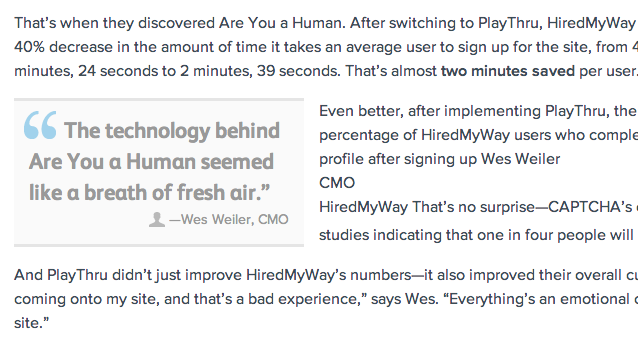 That's when they discovered Are You a Human. After switching to PlayThru, HiredMyWay
40% decrease in the amount of time it takes an average user to sign up for the site, from 4
minutes, 24 seconds to 2 minutes, 39 seconds. That's almost two minutes saved per user.
“ The technology behind
Are You a Human seemed
like a breath of fresh air.”
—Wes Weiler, CMO
Even better, after implementing PlayThru, the
percentage of HiredMyWay users who comple
profile after signing up Wes Weiler
CMO
HiredMyWay That's no surprise—CAPTCHA's
studies indicating that one in four people will
And PlayThru didn't just improve HiredMyWay's numbers—it also improved their overall cu
coming onto my site, and that's a bad experience,” says Wes. “Everything's an emotional
site.”